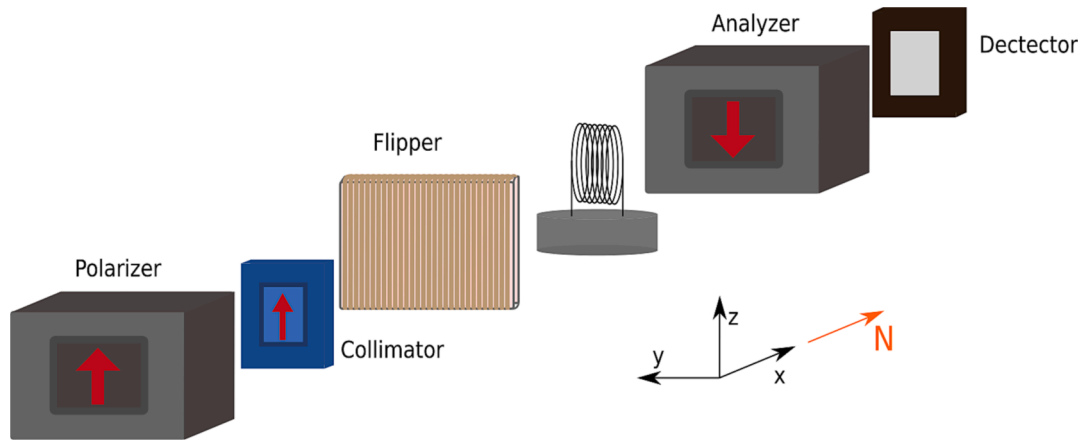 Analyzer
Dectector
Flipper
Polarizer
Collimator
z
y
x
N